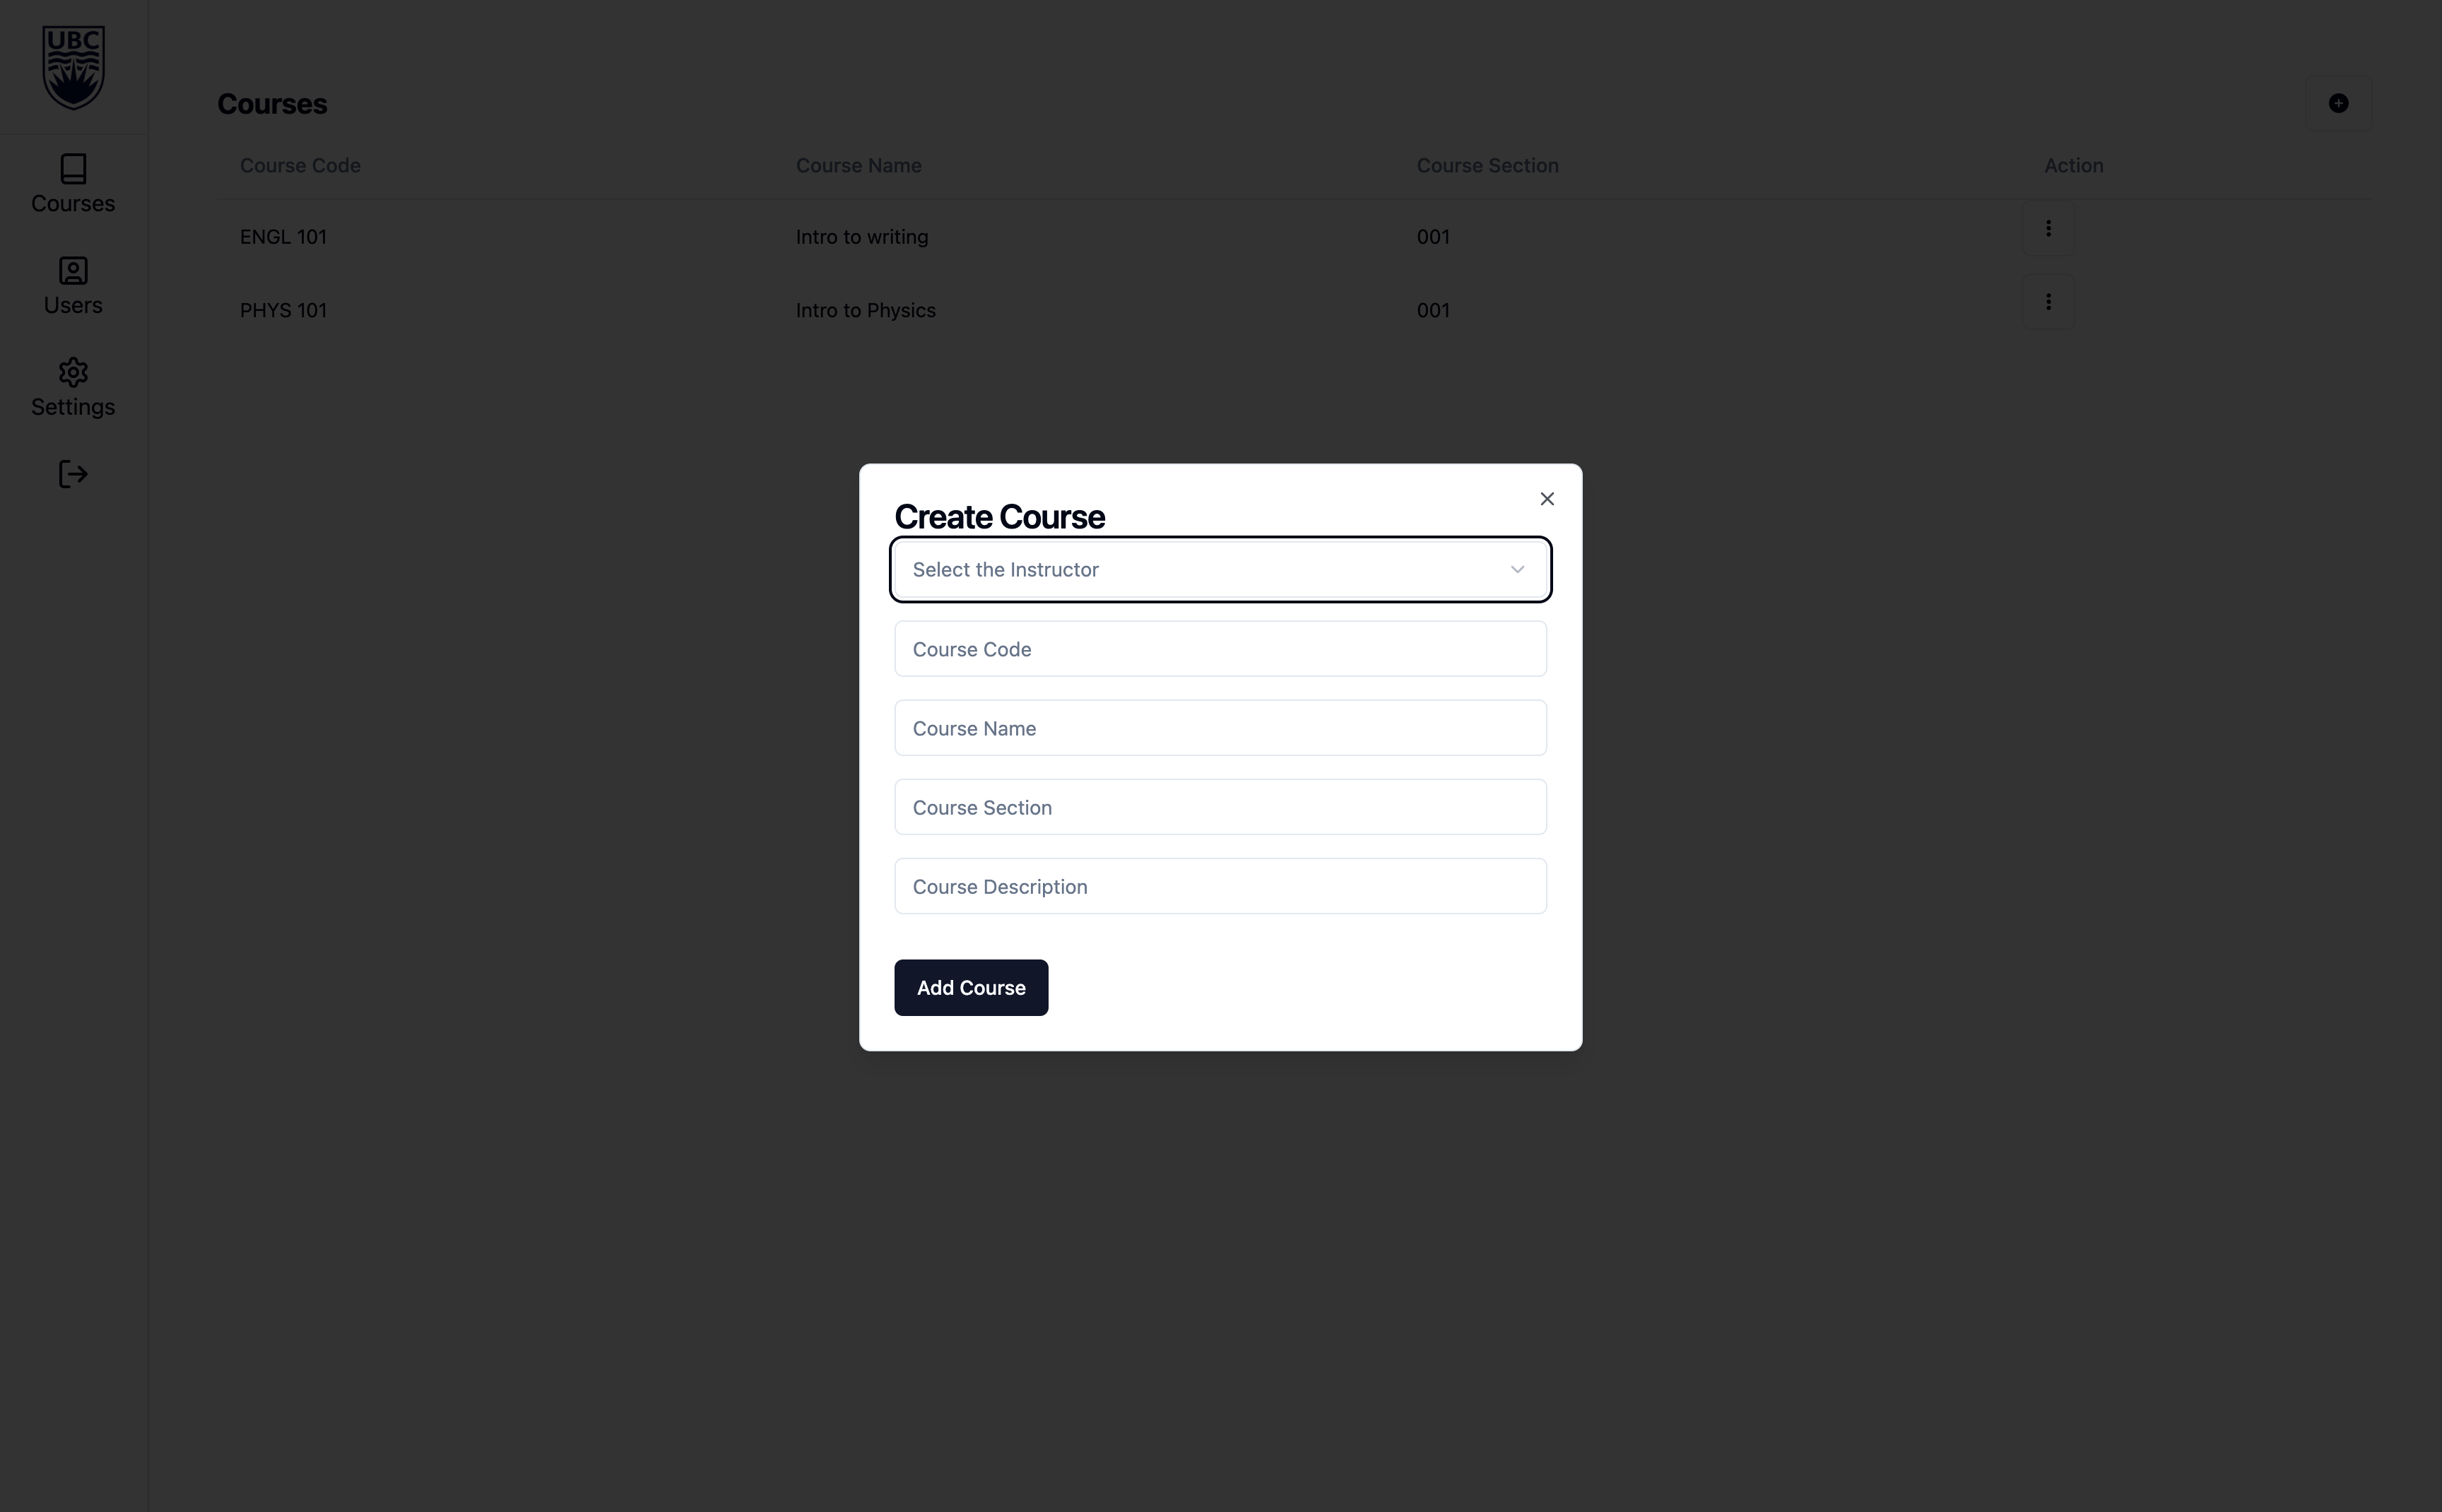 UBC
Courses
Users
Settings
Courses
Course Code Course Name Course Section Action
ENGL 101 Intro to writing 001
PHYS 101 Intro to Physics 001
Create Course
Select the Instructor
Course Code
Course Name
Course Section
Course Description
Add Course